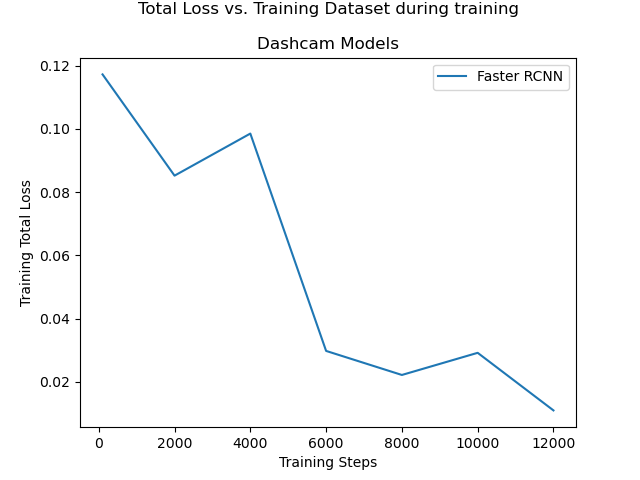 Total Loss vs. Training Dataset during training
Dashcam Models
Faster RCNN
Training Total Loss
0.12
0.10
0.08
0.06
0.04
0.02
0 2000 4000 6000 8000 10000 12000
Training Steps